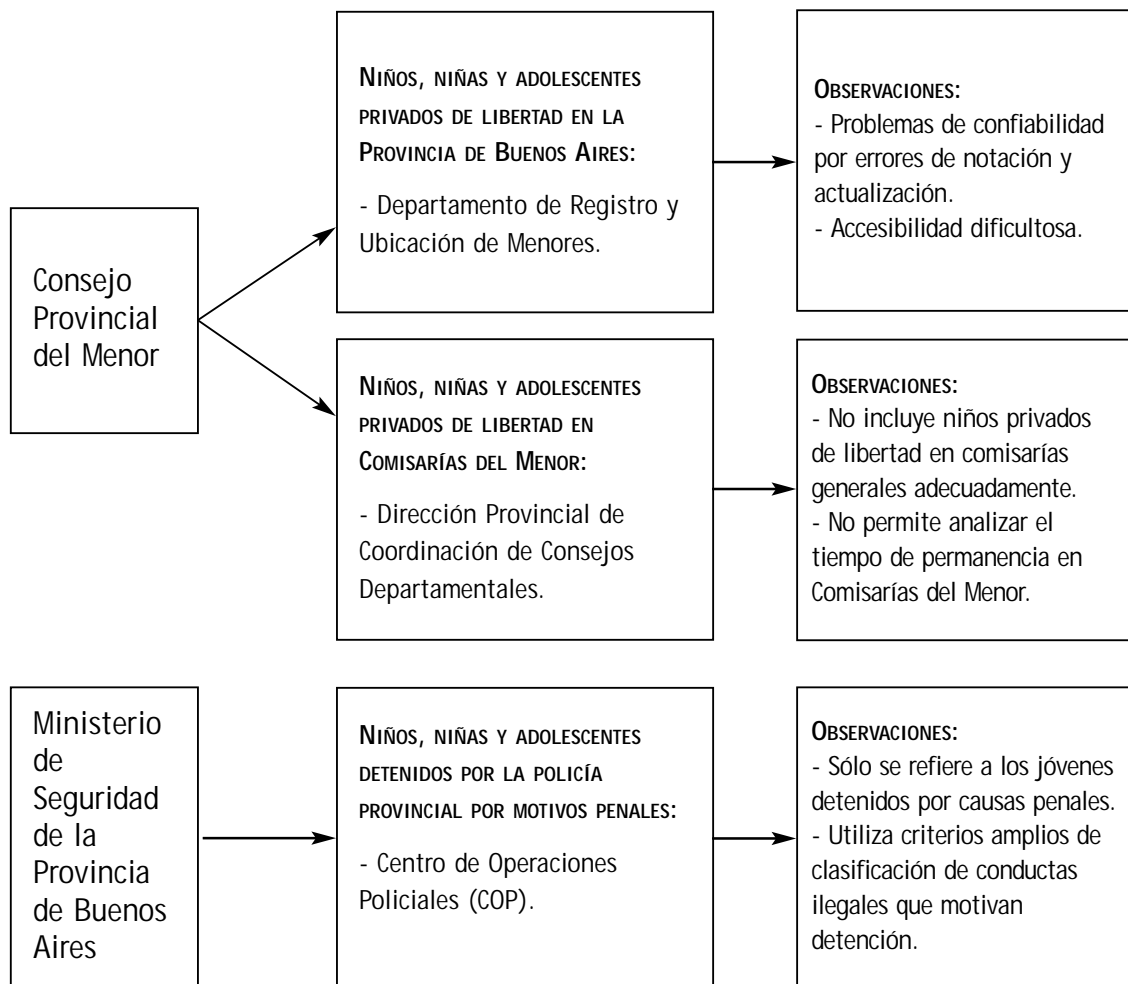 Consejo
Provincial
del Menor
NIÑOS, NIÑAS Y ADOLESCENTES
PRIVADOS DE LIBERTAD EN LA
PROVINCIA DE BUENOS AIRES:
- Departamento de Registro y
Ubicación de Menores.
OBSERVACIONES:
- Problemas de confiabilidad
por errores de notación y
actualización.
- Accesibilidad dificultosa.
NIÑOS, NIÑAS Y ADOLESCENTES
PRIVADOS DE LIBERTAD EN
COMISARÍAS DEL MENOR:
- Dirección Provincial de
Coordinación de Consejos
Departamentales.
OBSERVACIONES:
- No incluye niños privados
de libertad en comisarías
generales adecuadamente.
- No permite analizar el
tiempo de permanencia en
Comisarías del Menor.
Ministerio
de
Seguridad
de la
Provincia
de Buenos
Aires
NIÑOS, NIÑAS Y ADOLESCENTES
DETENIDOS POR LA POLICÍA
PROVINCIAL POR MOTIVOS PENALES:
- Centro de Operaciones
Policiales (COP).
OBSERVACIONES:
- Sólo se refiere a los jóvenes
detenidos por causas penales.
- Utiliza criterios amplios de
clasificación de conductas
ilegales que motivan
detención.